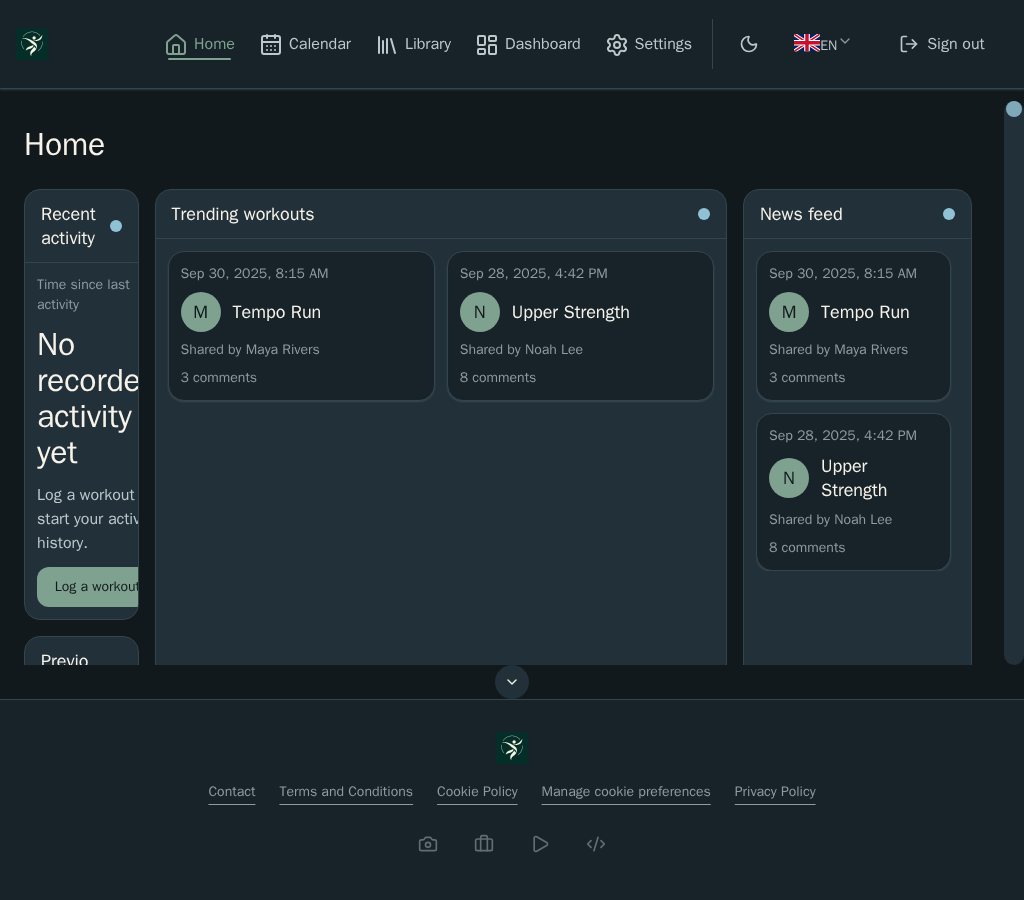 Home
Calendar
Library
Dashboard
Settings
EN
Sign out
Home
Recent
activity
Time since last
activity
No
recorde
activity
yet
Log a workout
start your activ
history.
Log a workout
Previo
Trending workouts
Sep 30, 2025, 8:15 AM
M
Tempo Run
Shared by Maya Rivers
3 comments
Sep 28, 2025, 4:42 PM
N
Upper Strength
Shared by Noah Lee
8 comments
News feed
Sep 30, 2025, 8:15 AM
M
Tempo Run
Shared by Maya Rivers
3 comments
Sep 28, 2025, 4:42 PM
N
Upper
Strength
Shared by Noah Lee
8 comments
Contact
Terms and Conditions
Cookie Policy
Manage cookie preferences
Privacy Policy